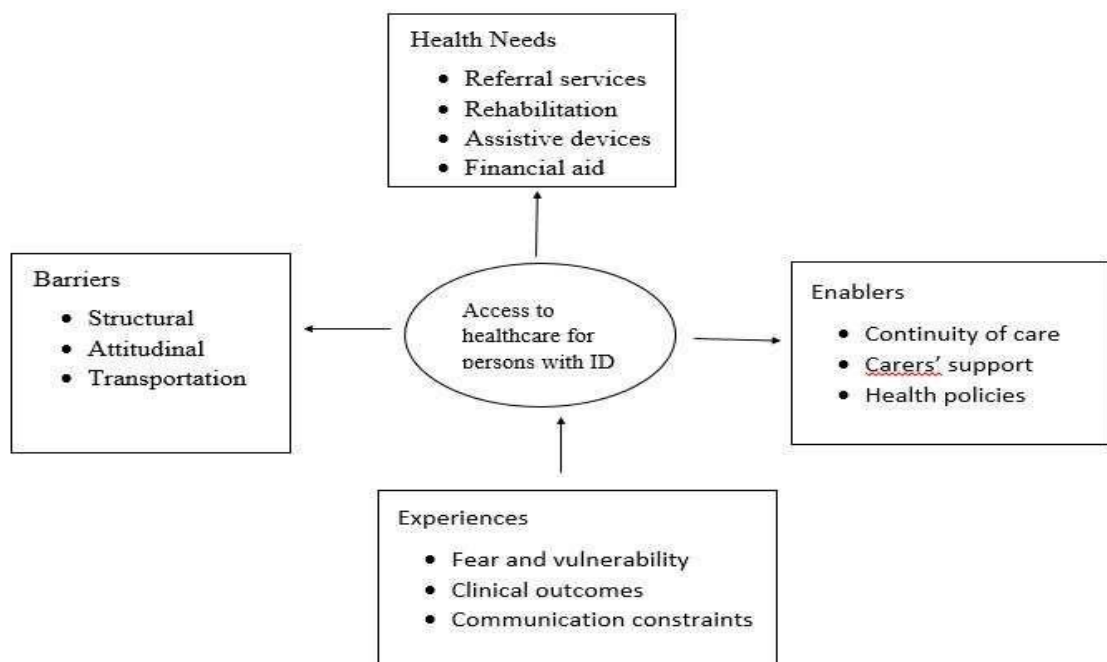 Health Needs
• Referral services
• Rehabilitation
• Assistive devices
• Financial aid
Barriers
• Structural
• Attitudinal
• Transportation
Access to
healthcare for
persons with ID
Enablers
• Continuity of care
• Carers’ support
• Health policies
Experiences
• Fear and vulnerability
• Clinical outcomes
• Communication constraints